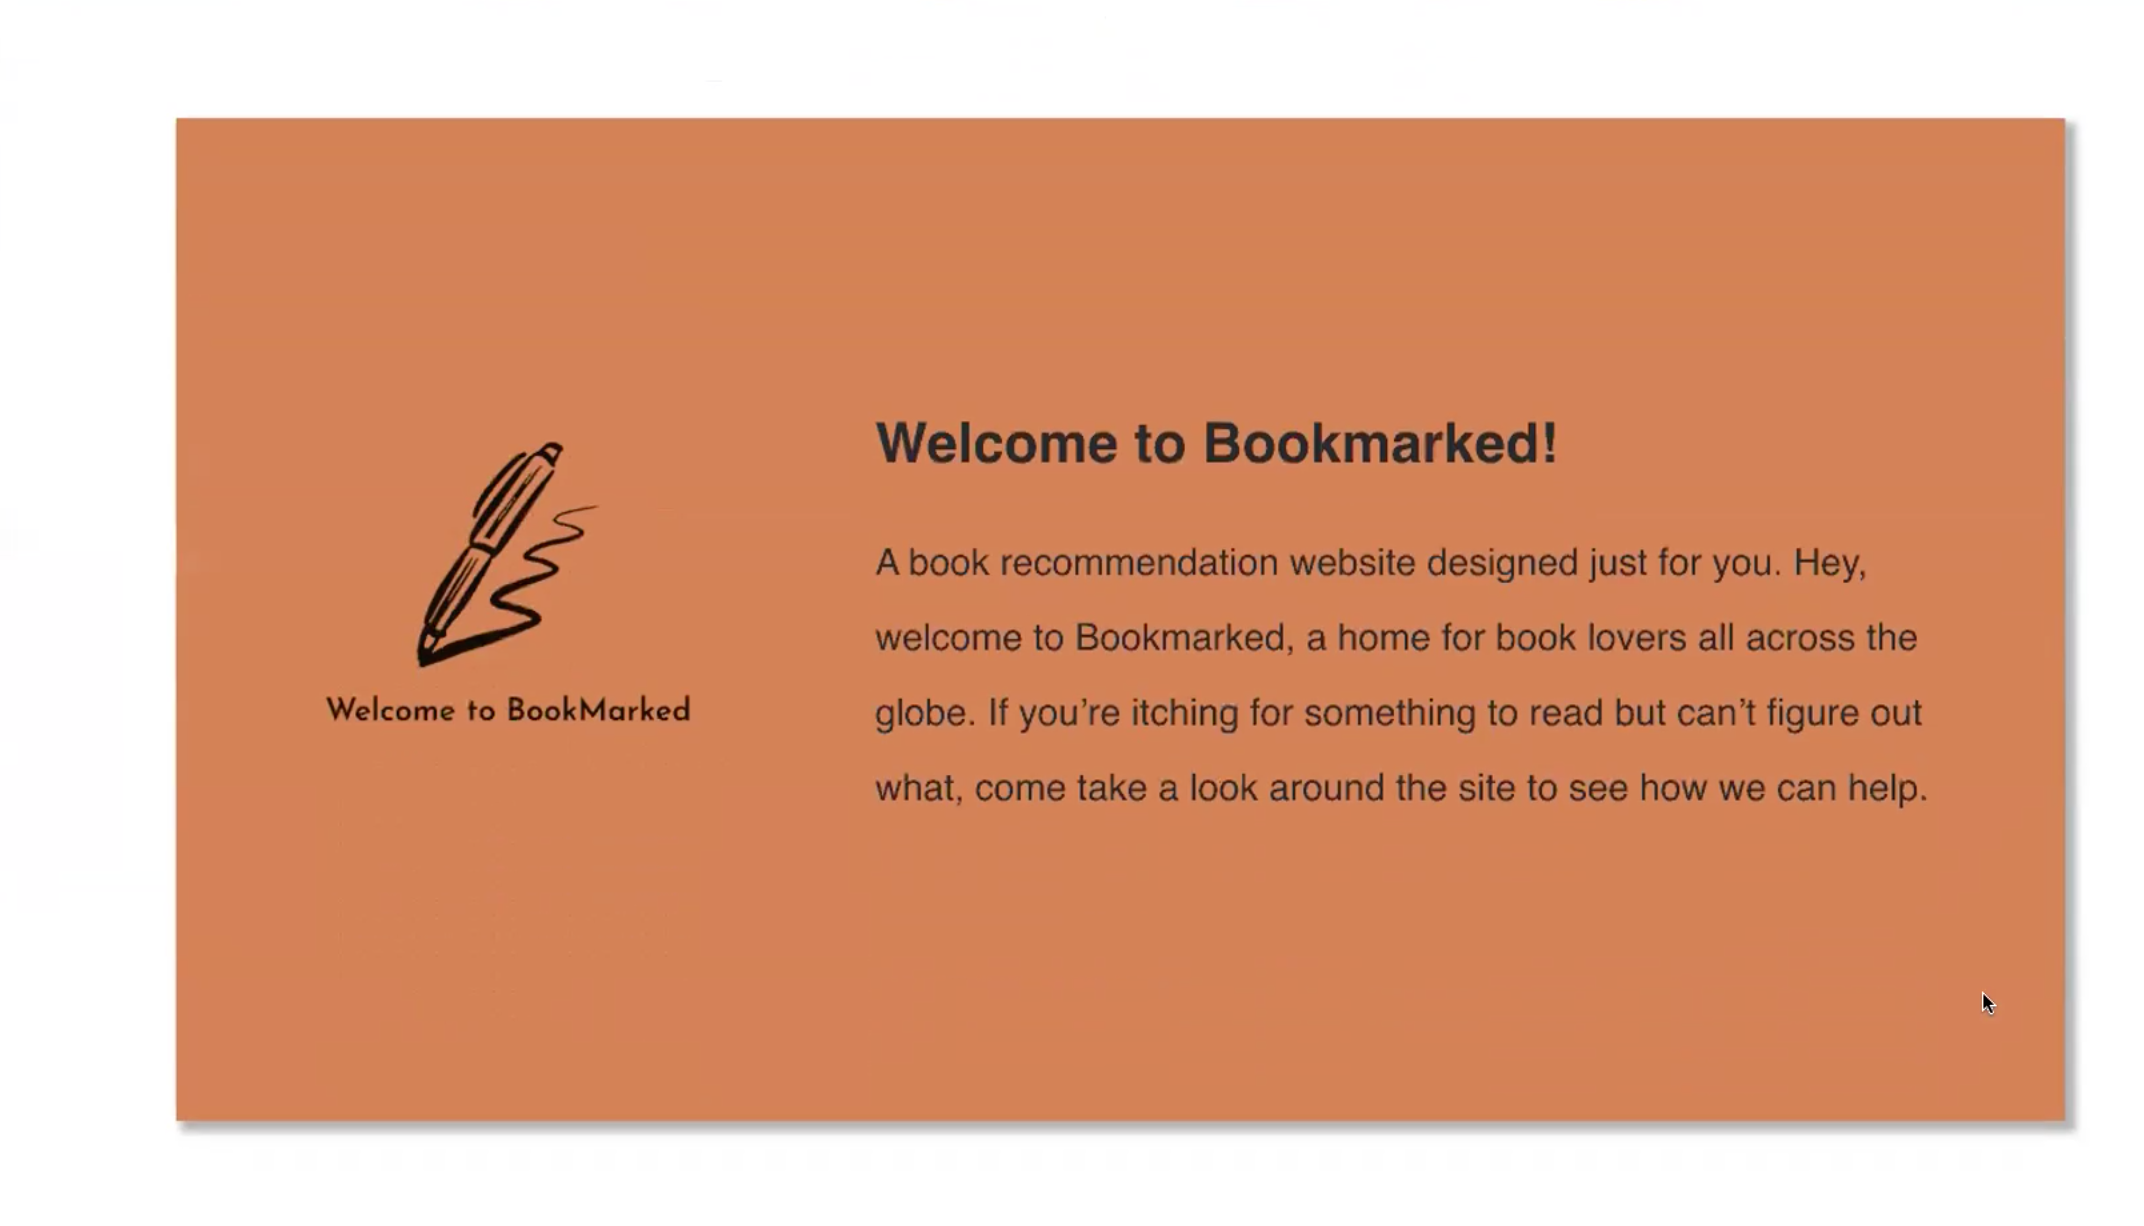 Welcome to BookMarked
Welcome to Bookmarked!
A book recommendation website designed just for you. Hey,
welcome to Bookmarked, a home for book lovers all across the
globe. If you’re itching for something to read but can’t figure out
what, come take a look around the site to see how we can help.